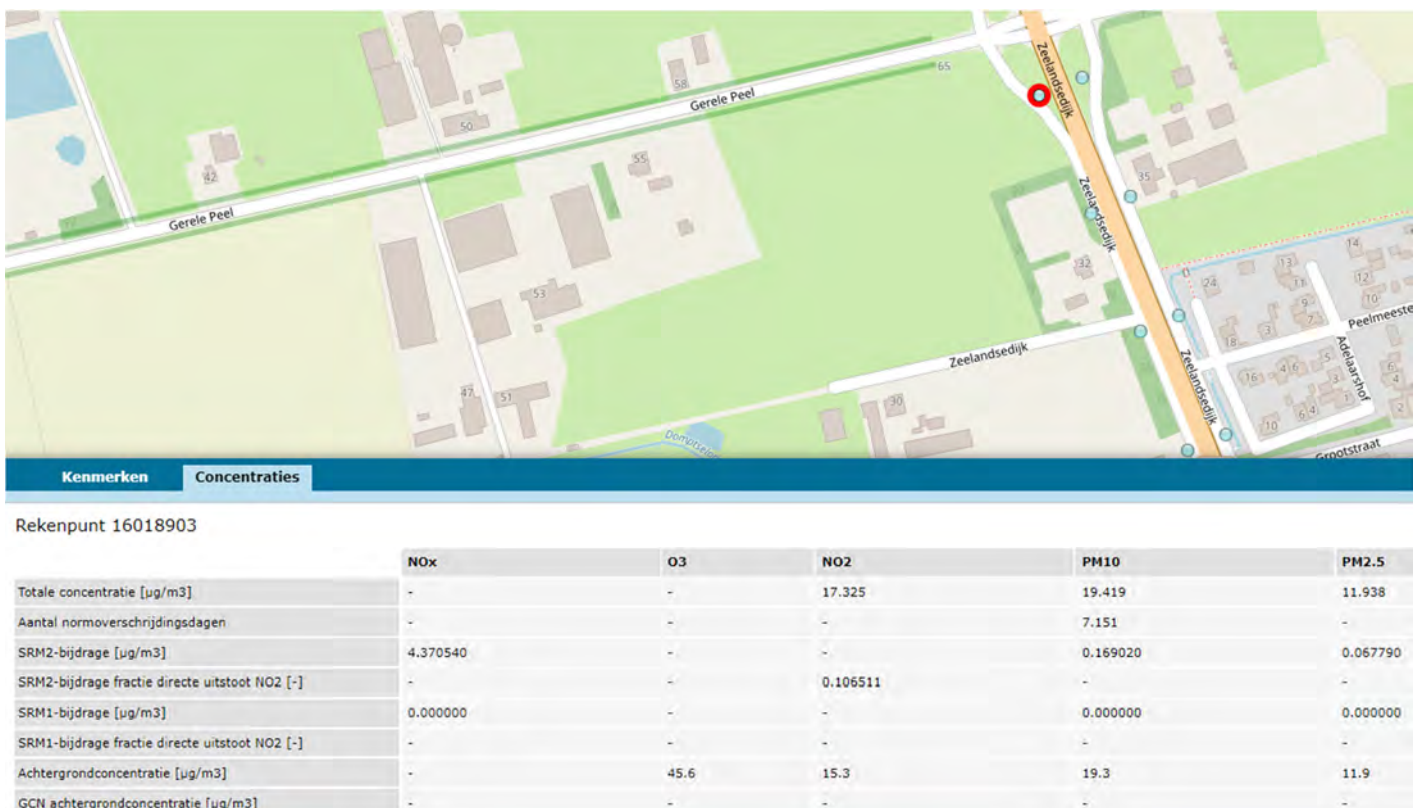 Zeelandsedijk
65
58
Gerele Peel
50
55
42
35
Gerele Peel
Zeelandsedijk
14
32
13
24
11
12
53
9
10
7
Peelmeeste
3
18
Zeelandsedijk
Adelaarshof
5
6
16
4 6
3
4
47
51
Zeelandsedijk
1
30
6 4
2
10
Grootstraat
Kenmerken Concentraties
Rekenpunt 16018903
NOx O3 NO2 PM10 PM2.5
Totale concentratie [µg/m3] - - 17.325 19.419 11.938
Aantal normoverschrijdingsdagen - - - 7.151 -
SRM2-bijdrage [µg/m3] 4.370540 - - 0.169020 0.067790
SRM2-bijdrage fractie directe uitstoot NO2 [-] - - 0.106511 - -
SRM1-bijdrage [µg/m3] 0.000000 - - 0.000000 0.000000
SRM1-bijdrage fractie directe uitstoot NO2 [-] - - - - -
Achtergrondconcentratie [µg/m3] - 45.6 15.3 19.3 11.9
GCN achtergrondconcentratie [µg/m3] - - - - -